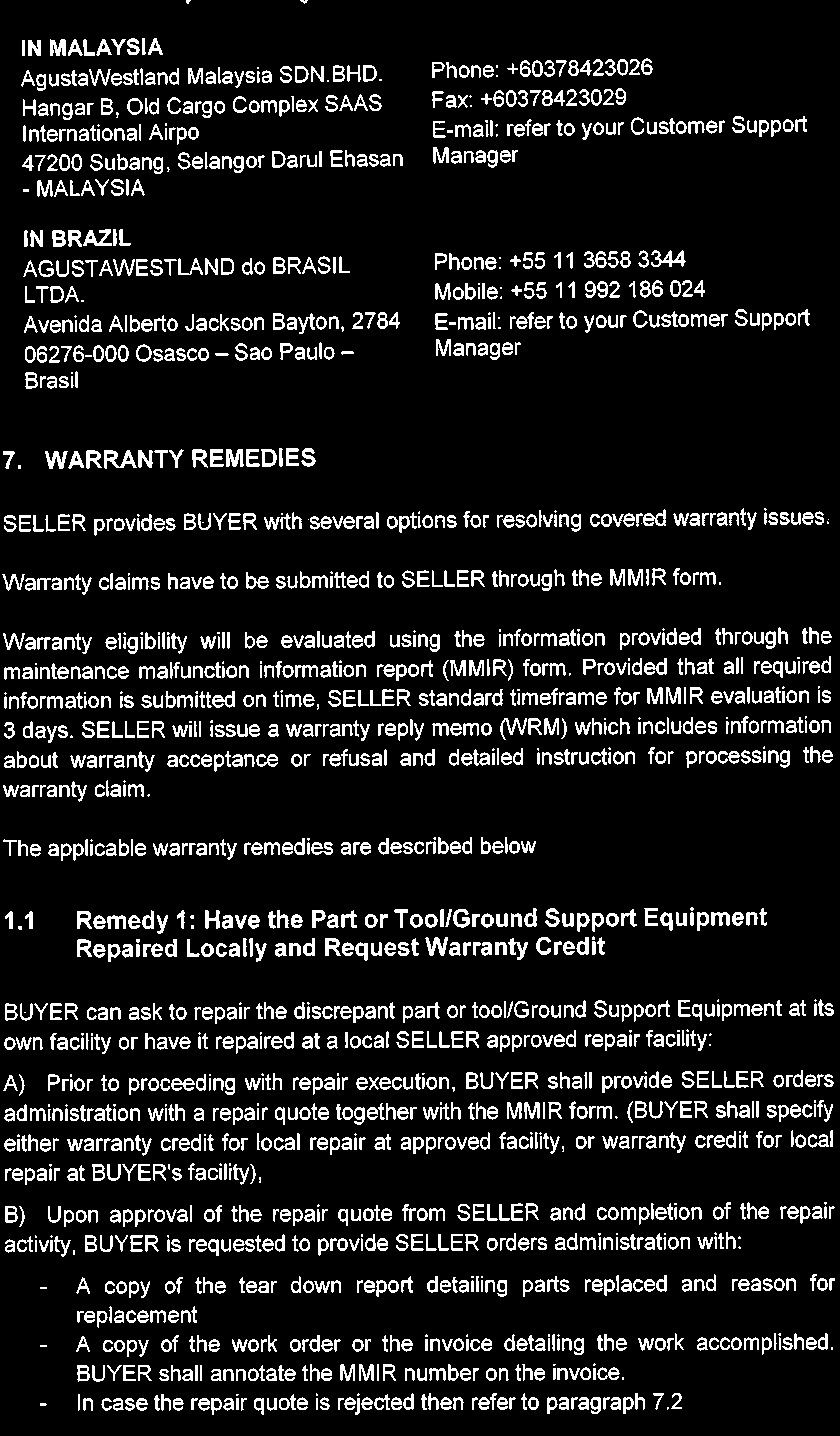 IN MALAYSIA
AgustaWestland Malaysia SDN.BHD.
Hangar B, Old Cargo Complex SAAS
International Airpo
47200 Subang, Selangor Darul Ehasan
- MALAYSIA
Phone: +60378423026
Fax: +60378423029
E-mail: refer to your Customer Support
Manager
IN BRAZIL
AGUSTAWESTLAND do BRASIL
LTDA.
Avenida Alberto Jackson Bayton, 2784
06276-000 Osasco – Sao Paulo –
Brasil
Phone: +55 11 3658 3344
Mobile: +55 11 992 186 024
E-mail: refer to your Customer Support
Manager
7. WARRANTY REMEDIES
SELLER provides BUYER with several options for resolving covered warranty issues.
Warranty claims have to be submitted to SELLER through the MMIR form.
Warranty eligibility will be evaluated using the information provided through the
maintenance malfunction information report (MMIR) form. Provided that all required
information is submitted on time, SELLER standard timeframe for MMIR evaluation is
3 days. SELLER will issue a warranty reply memo (WRM) which includes information
about warranty acceptance or refusal and detailed instruction for processing the
warranty claim.
The applicable warranty remedies are described below
1.1 Remedy 1: Have the Part or Tool/Ground Support Equipment
Repaired Locally and Request Warranty Credit
BUYER can ask to repair the discrepant part or tool/Ground Support Equipment at its
own facility or have it repaired at a local SELLER approved repair facility:
A) Prior to proceeding with repair execution, BUYER shall provide SELLER orders
administration with a repair quote together with the MMIR form. (BUYER shall specify
either warranty credit for local repair at approved facility, or warranty credit for local
repair at BUYER's facility),
B) Upon approval of the repair quote from SELLER and completion of the repair
activity, BUYER is requested to provide SELLER orders administration with:
- A copy of the tear down report detailing parts replaced and reason for
replacement
- A copy of the work order or the invoice detailing the work accomplished.
BUYER shall annotate the MMIR number on the invoice.
- In case the repair quote is rejected then refer to paragraph 7.2